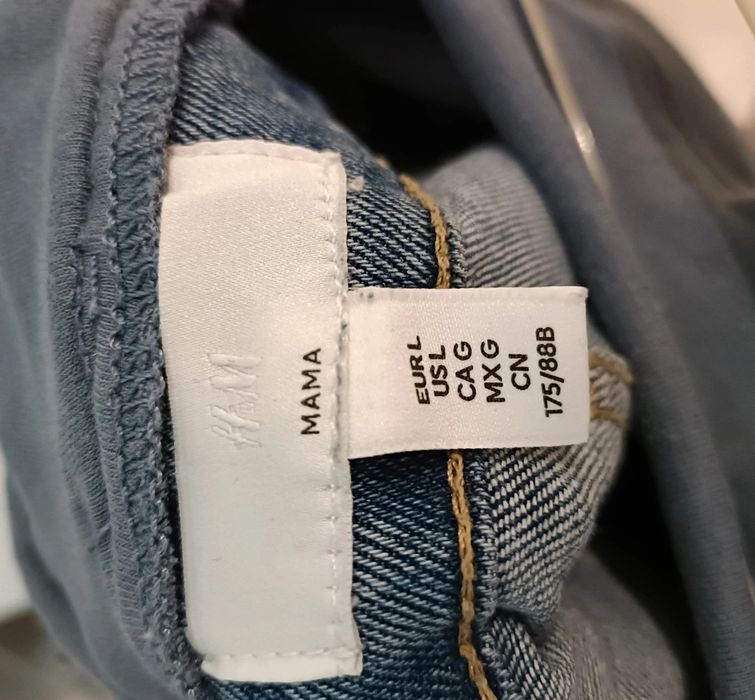 H&M
MAMA
EUR L
US L
CA G
MX G
CN
175/88B